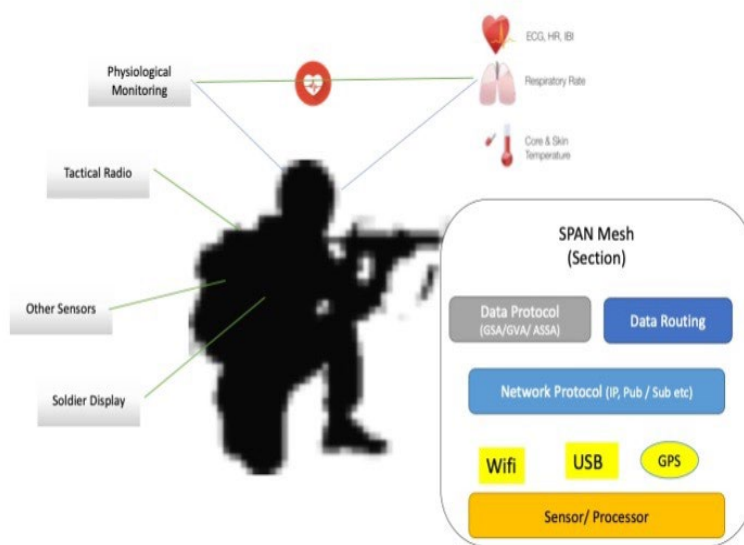 ECG, HR, IBI
Physiological
Monitoring
Respiratory Rate
Core & Skin
Temperature
Tactical Radio
Other Sensors
Soldier Display
SPAN Mesh
(Section)
Data Protocol
(GSA/GVA/ ASSA)
Data Routing
Network Protocol (IP, Pub / Sub etc)
Wifi
USB
GPS
Sensor/ Processor